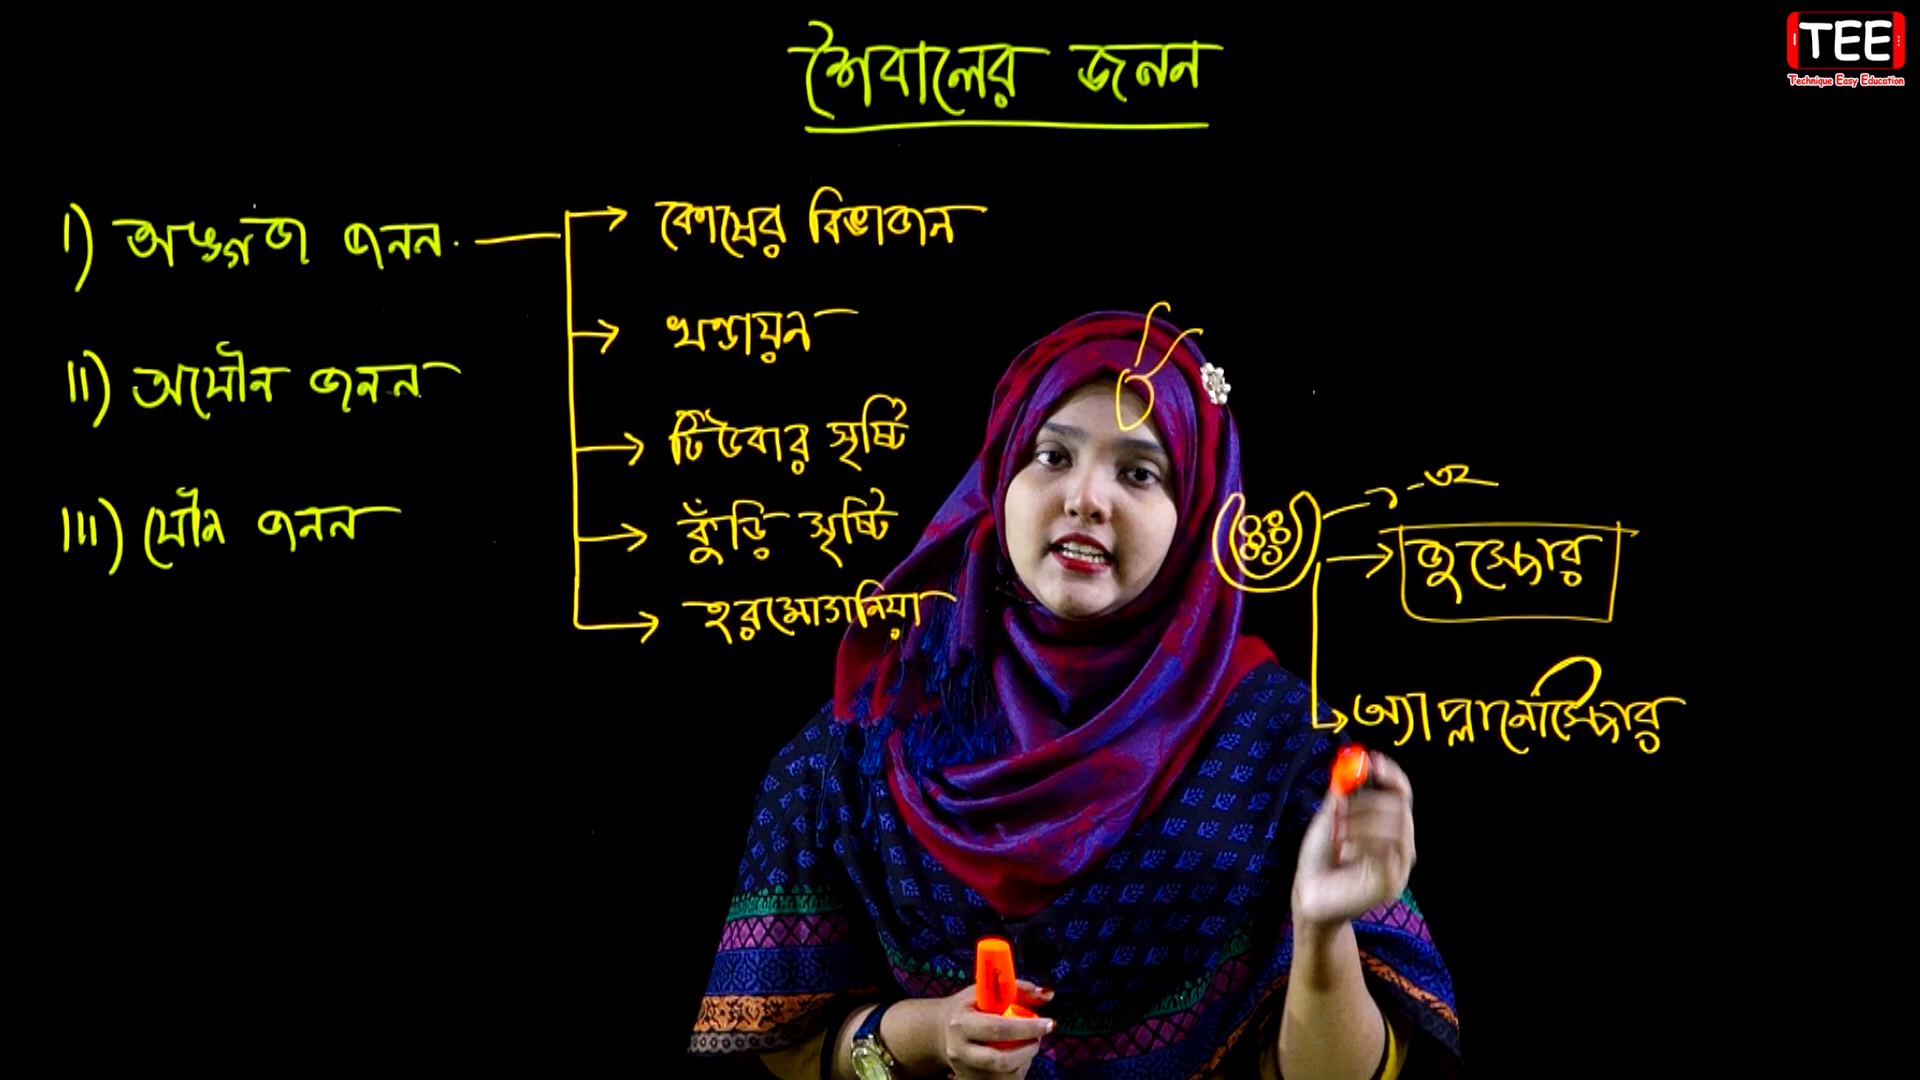 শৈবালের জনন
TEE
Technique Easy Education
I) অঙ্গজ জনন
কোষের বিভাজন
খন্ডায়ন
II) অযৌন জনন
টিউবার সৃষ্টি
কুঁড়ি সৃষ্টি
III) যৌন জনন
জুস্পোর
হরমোগোনিয়া
অ্যাপ্লানোস্পোর